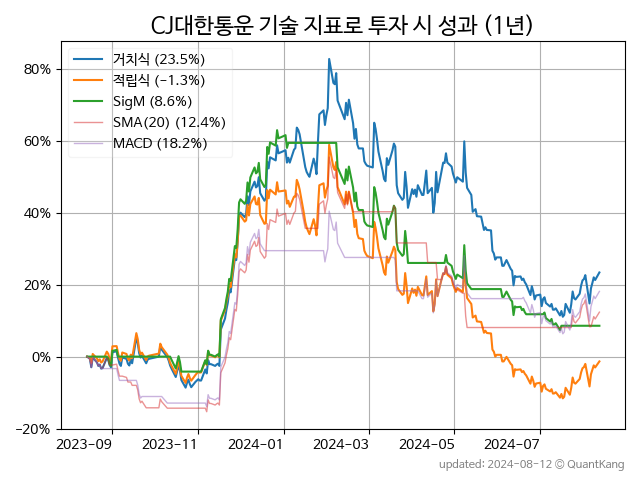 CJ대한통운 기술 지표로 투자 시 성과 (1년)
거치식 (23.5%)
적립식 (−1.3%)
SigM (8.6%)
SMA(20) (12.4%)
MACD (18.2%)
80%
60%
40%
20%
0%
−20%
2023-09
2023-11
2024-01
2024-03
2024-05
2024-07
updated: 2024-08-12 © QuantKang